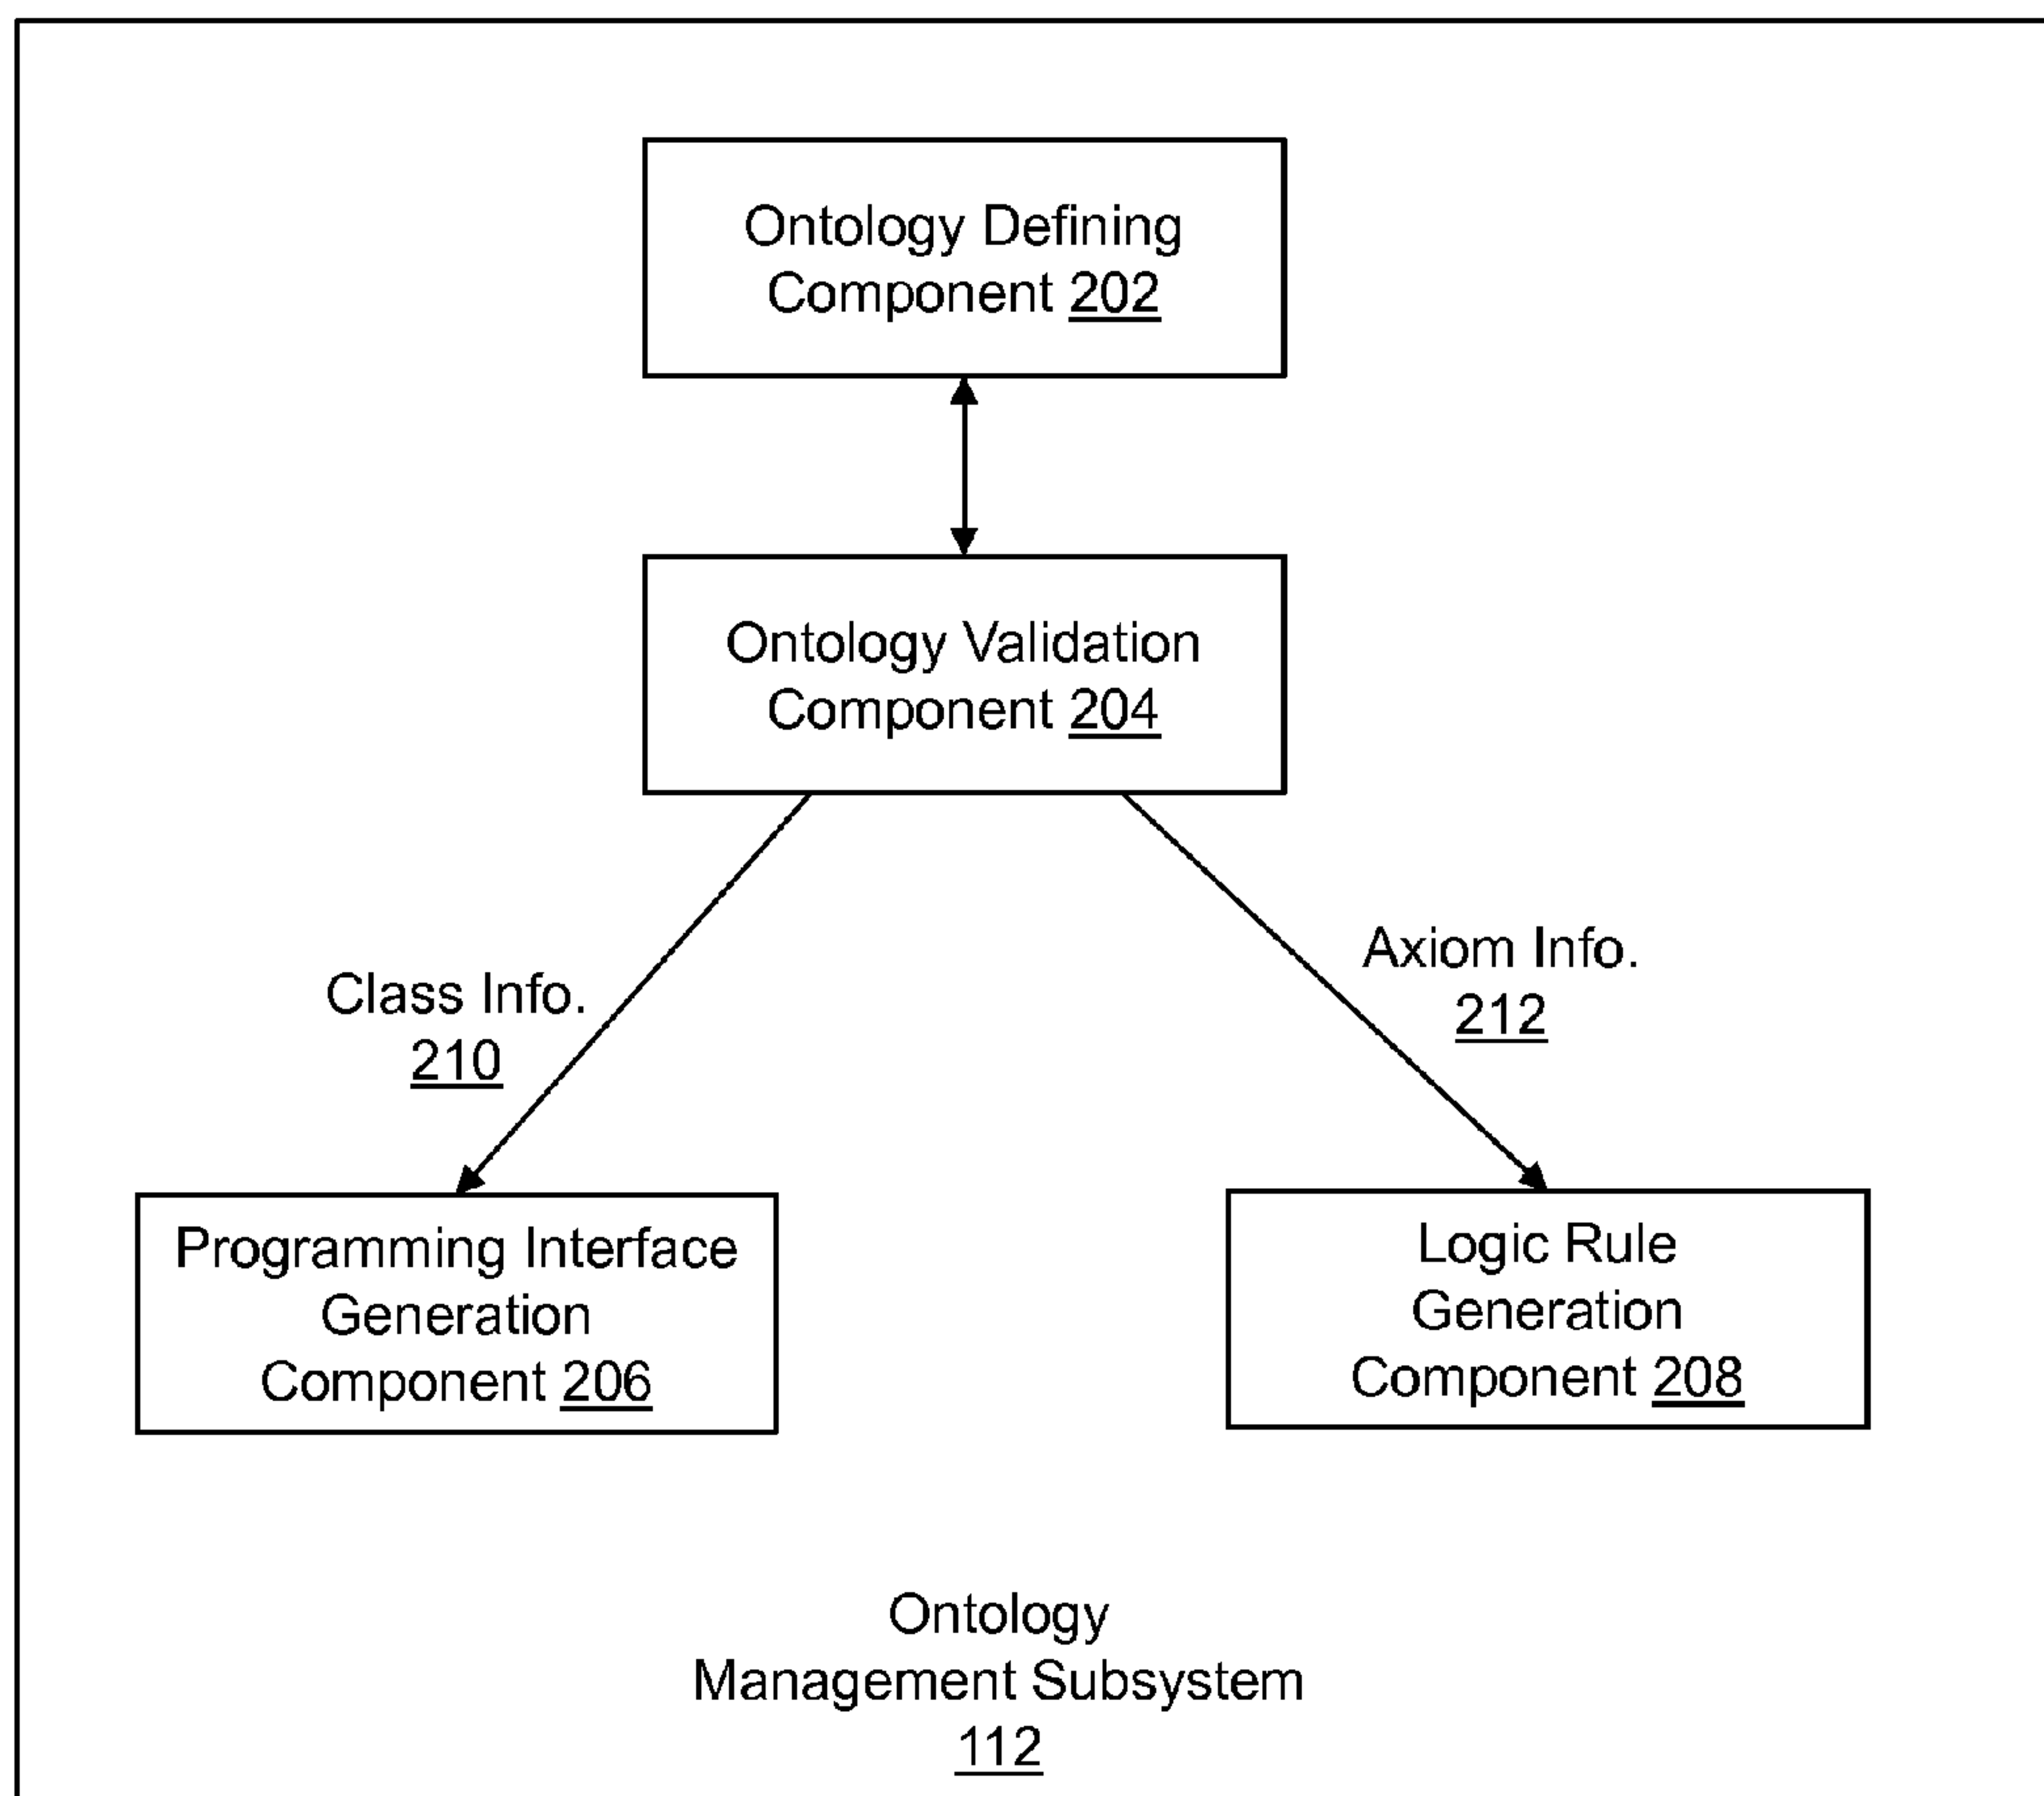 Ontology Defining
Component 202
Ontology Validation
Component 204
Class Info.
210
Axiom Info.
212
Programming Interface
Generation
Component 206
Logic Rule
Generation
Component 208
Ontology
Management Subsystem
112